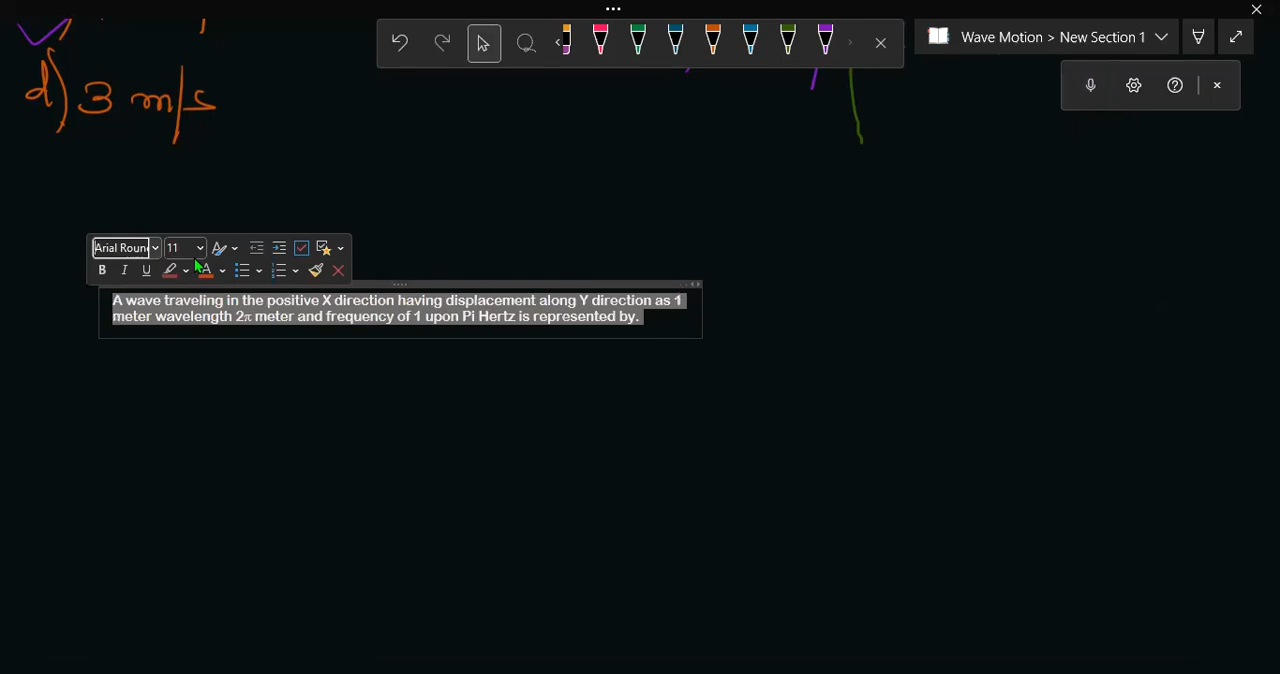 d) 3 m/s
Wave Motion > New Section 1
Arial Roun
11
B I U A
A wave traveling in the positive X direction having displacement along Y direction as 1
meter wavelength 2π meter and frequency of 1 upon Pi Hertz is represented by.